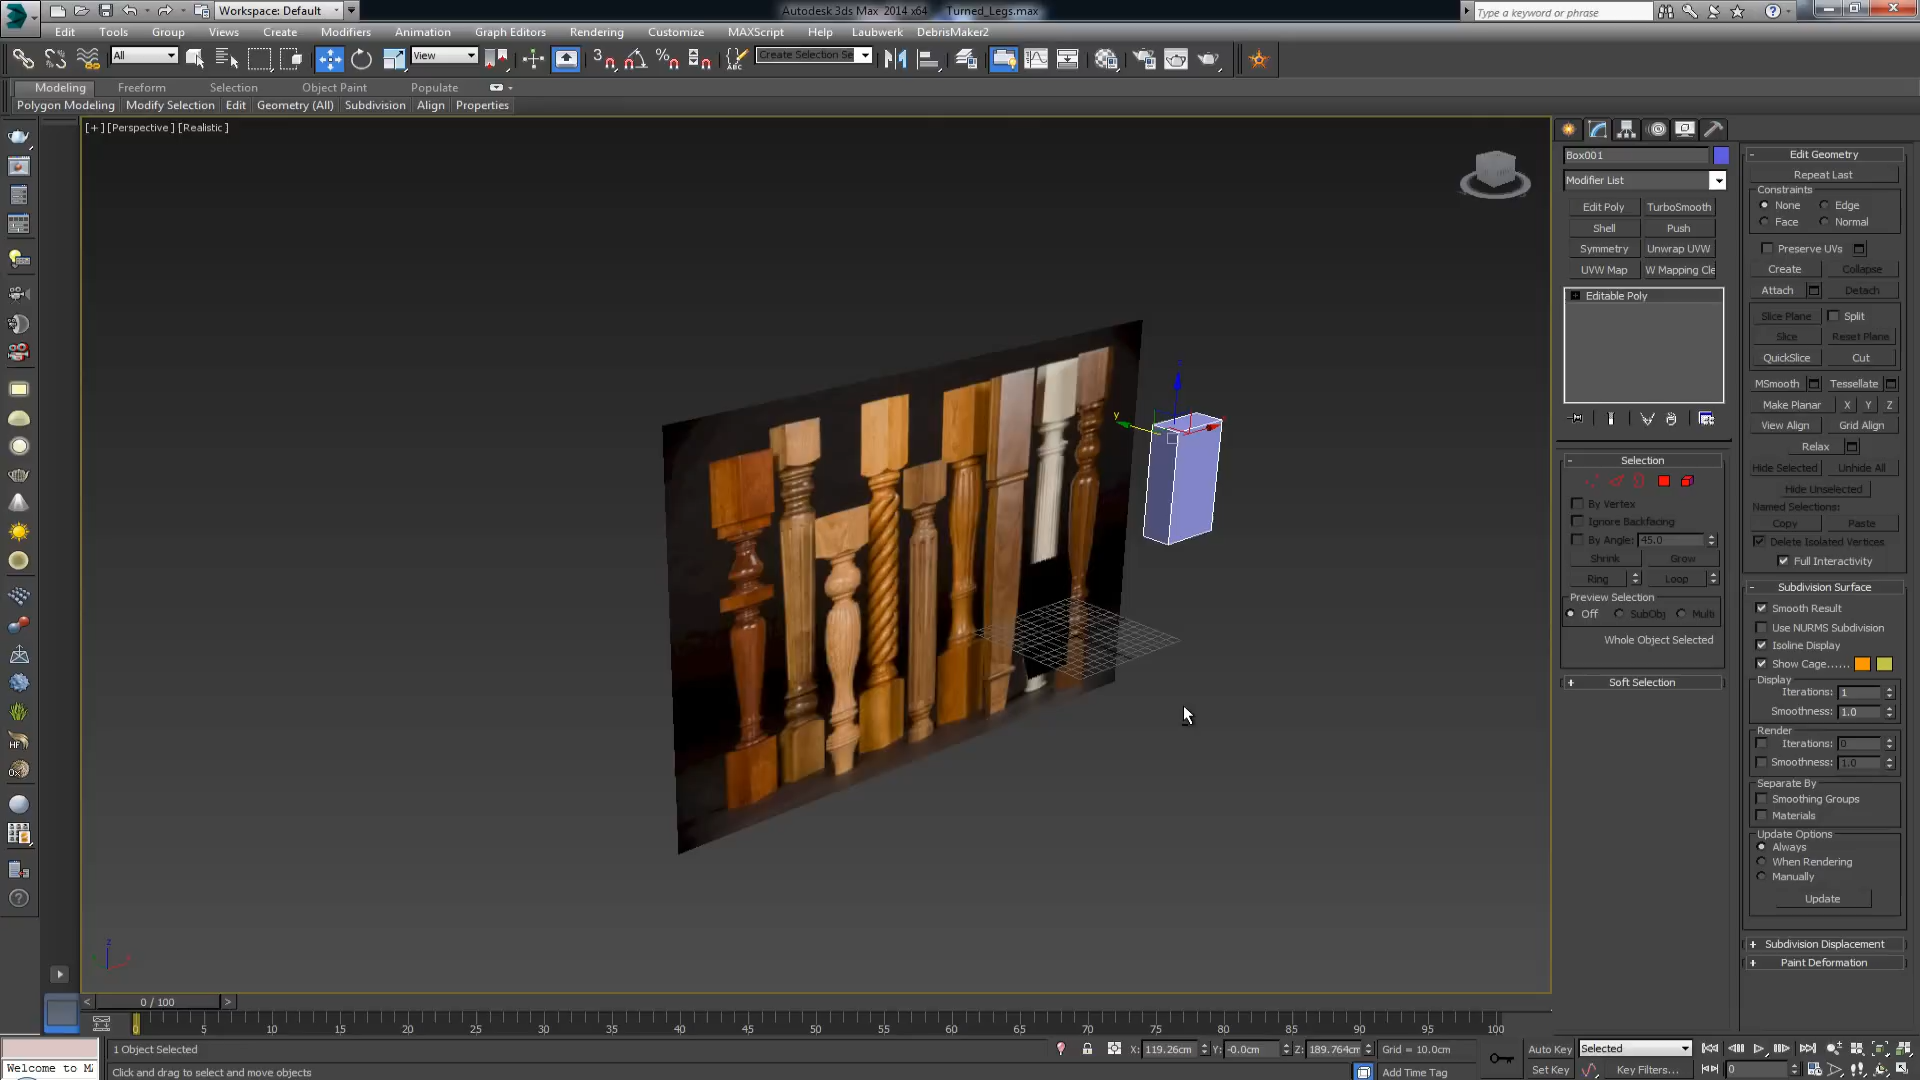 Workspace: Default
Autodesk 3ds Max 2014 x64 Turned_Legs.max
Type a keyword or phrase
Edit Tools Group Views Create Modifiers Animation Graph Editors Rendering Customize MAXScript Help Laubwerk DebrisMaker2
All
View
Create Selection Se
Modeling Freeform Selection Object Paint Populate
Polygon Modeling Modify Selection Edit Geometry (All) Subdivision Align Properties
[+] [Perspective] [Realistic]
Box001
Modifier List
Edit Poly TurboSmooth
Shell Push
Symmetry Unwrap UVW
UVW Map W Mapping Cle
Editable Poly
Selection
By Vertex
Ignore Backfacing
By Angle: 45.0
Shrink Grow
Ring Loop
Preview Selection
Off SubObj Multi
Whole Object Selected
Soft Selection
Edit Geometry
Repeat Last
Constraints
None Edge
Face Normal
Preserve UVs
Create Collapse
Attach Detach
Slice Plane Split
Slice Reset Plane
QuickSlice Cut
MSmooth Tessellate
Make Planar X Y Z
View Align Grid Align
Relax
Hide Selected Unhide All
Hide Unselected
Named Selections:
Copy Paste
Delete Isolated Vertices
Full Interactivity
Subdivision Surface
Smooth Result
Use NURMS Subdivision
Isoline Display
Show Cage......
Display
Iterations: 1
Smoothness: 1.0
Render
Iterations: 0
Smoothness: 1.0
Separate By
Smoothing Groups
Materials
Update Options
Always
When Rendering
Manually
Update
Subdivision Displacement
Paint Deformation
y
z
0 / 100
0 5 10 15 20 25 30 35 40 45 50 55 60 65 70 75 80 85 90 95 100
1 Object Selected
X: 119.26cm Y: -0.0cm Z: 189.764cm Grid = 10.0cm
Auto Key Selected
Welcome to M
Click and drag to select and move objects
Add Time Tag
Set Key Key Filters... 0